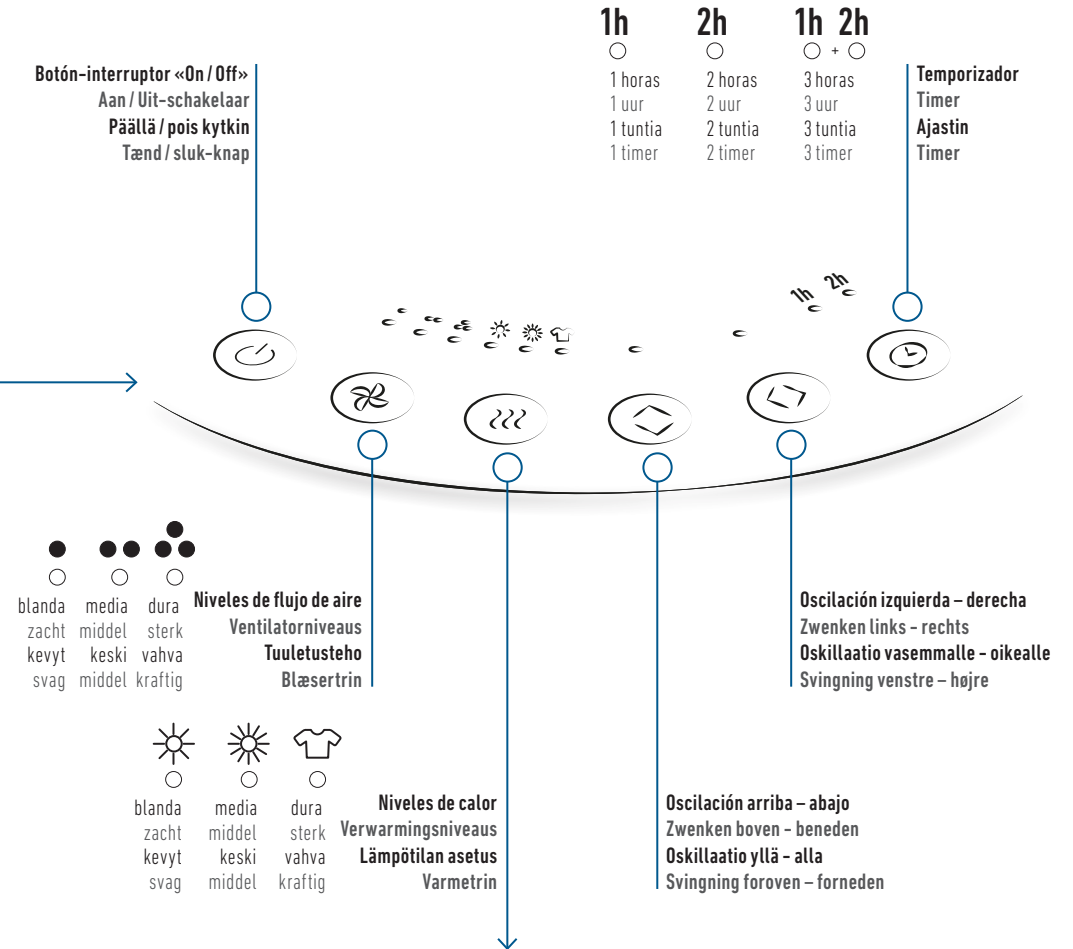 1h 2h 1h 2h
+
1 horas 2 horas 3 horas
1 uur 2 uur 3 uur
1 tuntia 2 tuntia 3 tuntia
1 timer 2 timer 3 timer
Botón-interruptor «On / Off»
Aan / Uit-schakelaar
Päällä / pois kytkin
Tænd / sluk-knap
Temporizador
Timer
Ajastin
Timer
1h 2h
blanda media dura
zacht middel sterk
kevyt keski vahva
svag middel kraftig
Niveles de flujo de aire
Ventilatorniveaus
Tuuletusteho
Blæsertrin
Oscilación izquierda – derecha
Zwenken links - rechts
Oskillaatio vasemmalle - oikealle
Svingning venstre – højre
blanda media dura
zacht middel sterk
kevyt keski vahva
svag middel kraftig
Niveles de calor
Verwarmingsniveaus
Lämpötilan asetus
Varmetrin
Oscilación arriba – abajo
Zwenken boven - beneden
Oskillaatio yllä - alla
Svingning foroven – forneden